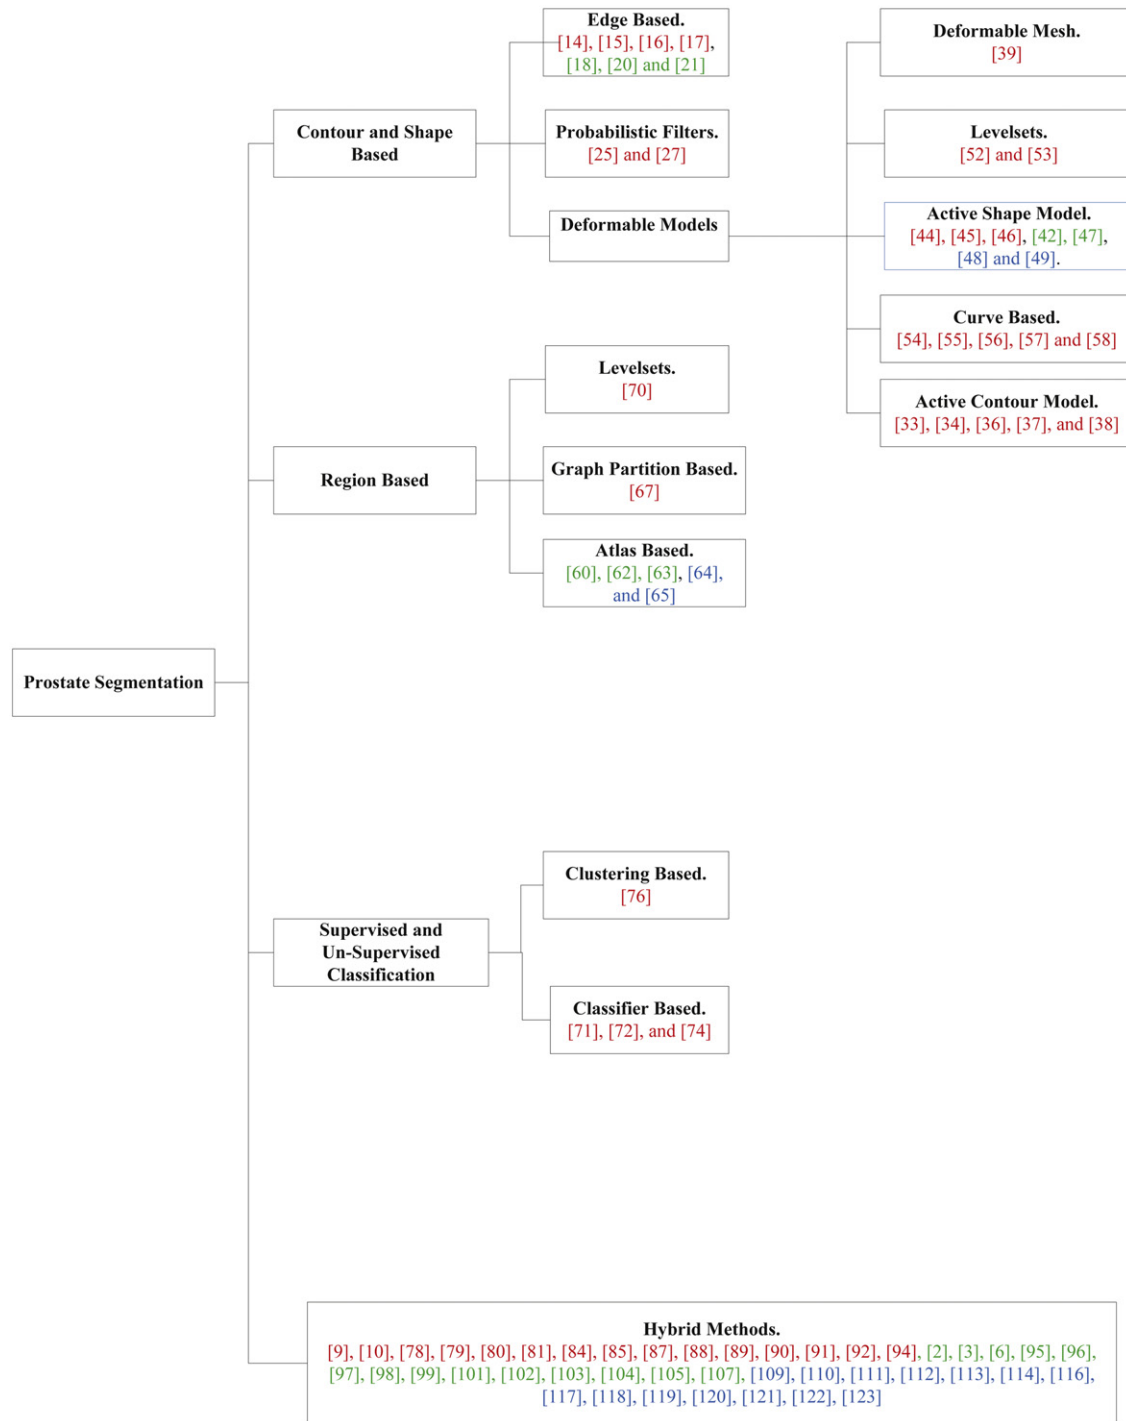 Prostate Segmentation
Contour and Shape
Based
Edge Based.
[14], [15], [16], [17],
[18], [20] and [21]
Probabilistic Filters.
[25] and [27]
Deformable Models
Deformable Mesh.
[39]
Levelsets.
[52] and [53]
Active Shape Model.
[44], [45], [46], [42], [47],
[48] and [49].
Curve Based.
[54], [55], [56], [57] and [58]
Active Contour Model.
[33], [34], [36], [37], and [38]
Region Based
Levelsets.
[70]
Graph Partition Based.
[67]
Atlas Based.
[60], [62], [63], [64],
and [65]
Supervised and
Un-Supervised
Classification
Clustering Based.
[76]
Classifier Based.
[71], [72], and [74]
Hybrid Methods.
[9], [10], [78], [79], [80], [81], [84], [85], [87], [88], [89], [90], [91], [92], [94], [2], [3], [6], [95], [96],
[97], [98], [99], [101], [102], [103], [104], [105], [107], [109], [110], [111], [112], [113], [114], [116],
[117], [118], [119], [120], [121], [122], [123]